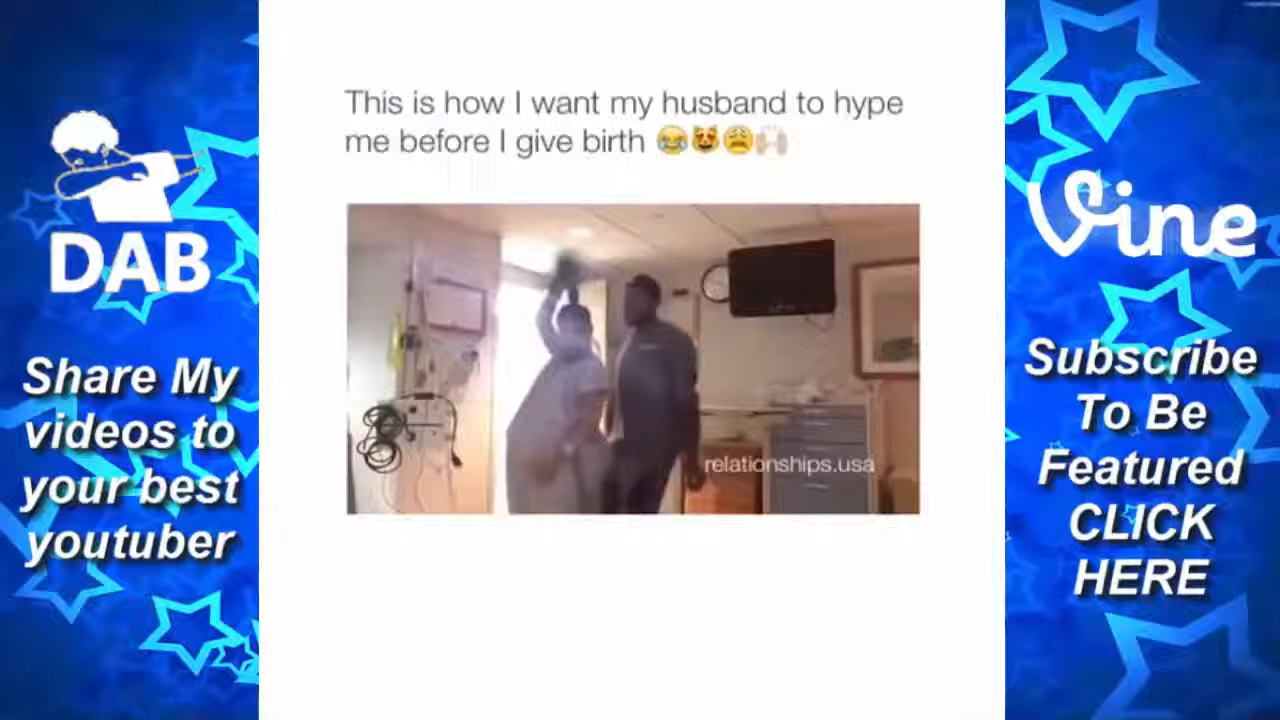 This is how I want my husband to hype
me before I give birth 😂😻😩🙌🏻
relationships.usa
DAB
Share My
videos to
your best
youtuber
Vine
Subscribe
To Be
Featured
CLICK
HERE